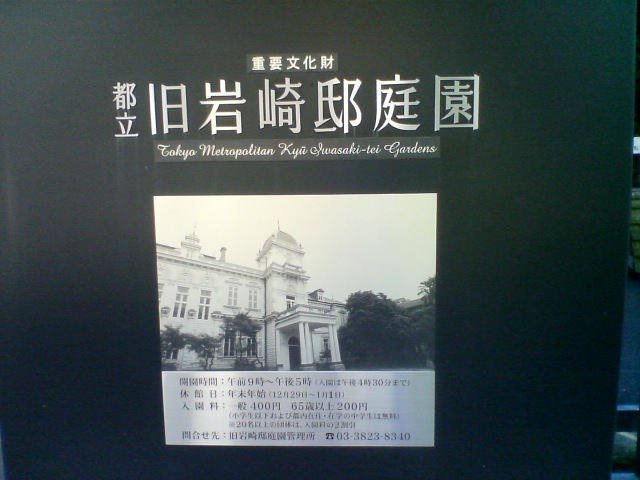 重要文化財
都立 旧岩崎邸庭園
Tokyo Metropolitan Kyū Iwasaki-tei Gardens
開園時間：午前9時～午後5時（入園は午後4時30分まで）
休館日：年末年始（12月29日～1月1日）
入園料：一般400円 65歳以上200円
（小学生以下および都内在住・在学の中学生は無料）
※20名以上の団体は、入園料の2割引
問合せ先：旧岩崎邸庭園管理所 ☎03-3823-8340